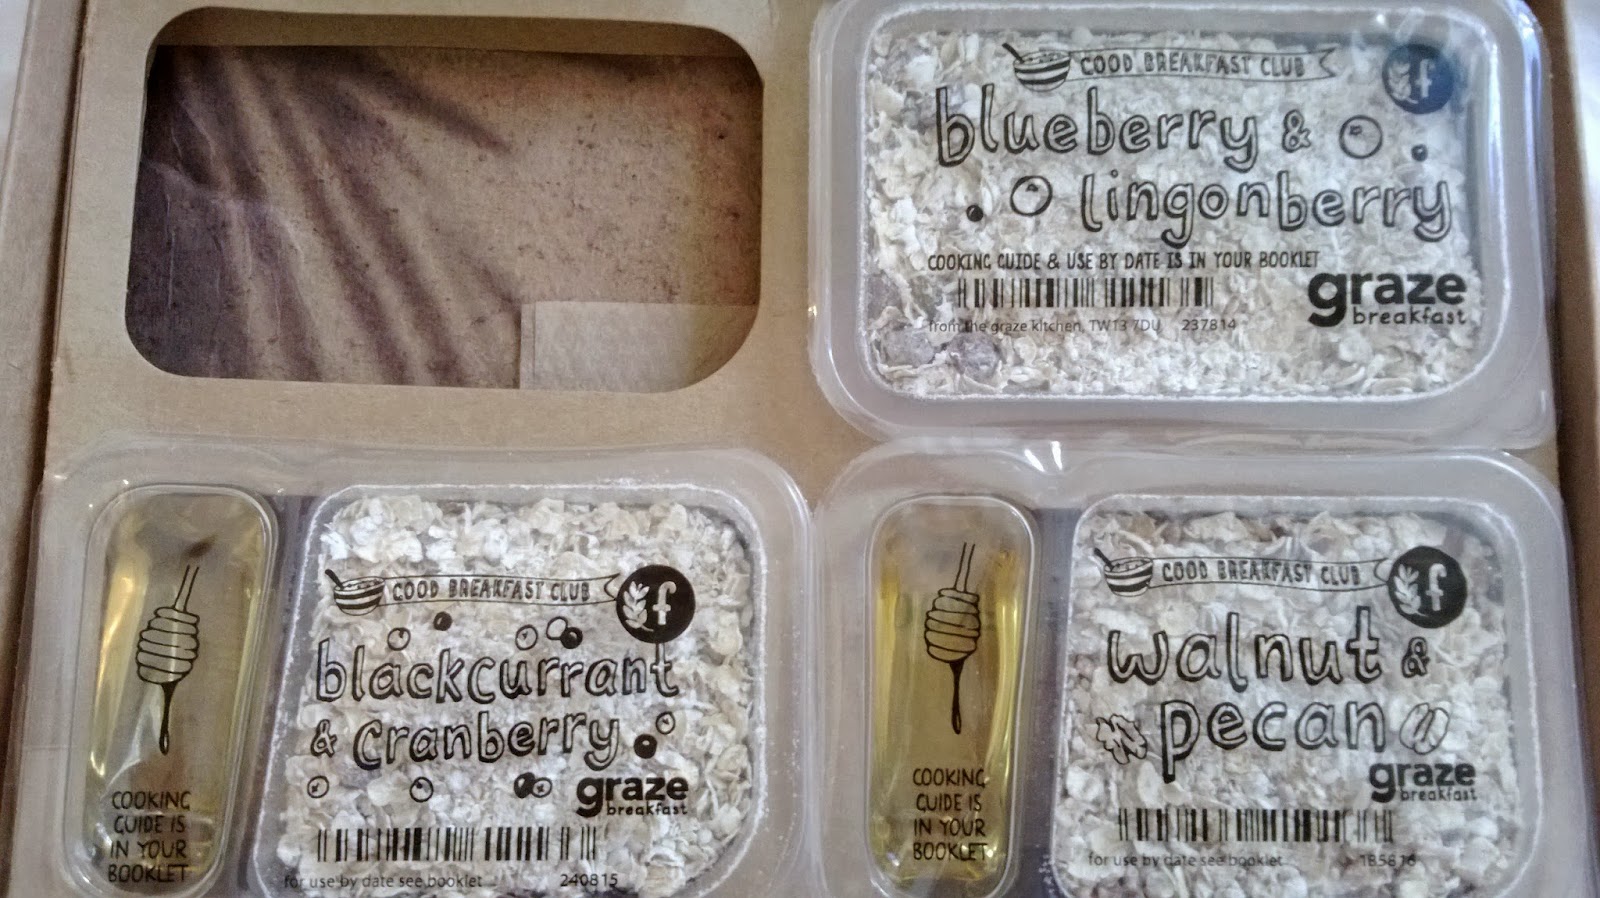 GOOD BREAKFAST CLUB
f
blueberry &
lingonberry
COOKING GUIDE & USE BY DATE IS IN YOUR BOOKLET
graze
breakfast
from the graze kitchen, TW13 7DU 237814
COOKING
GUIDE IS
IN YOUR
BOOKLET
GOOD BREAKFAST CLUB
f
blackcurrant
& cranberry
graze
breakfast
for use by date see booklet 240815
COOKING
GUIDE IS
IN YOUR
BOOKLET
GOOD BREAKFAST CLUB
f
walnut &
pecan
graze
breakfast
for use by date see booklet 185816